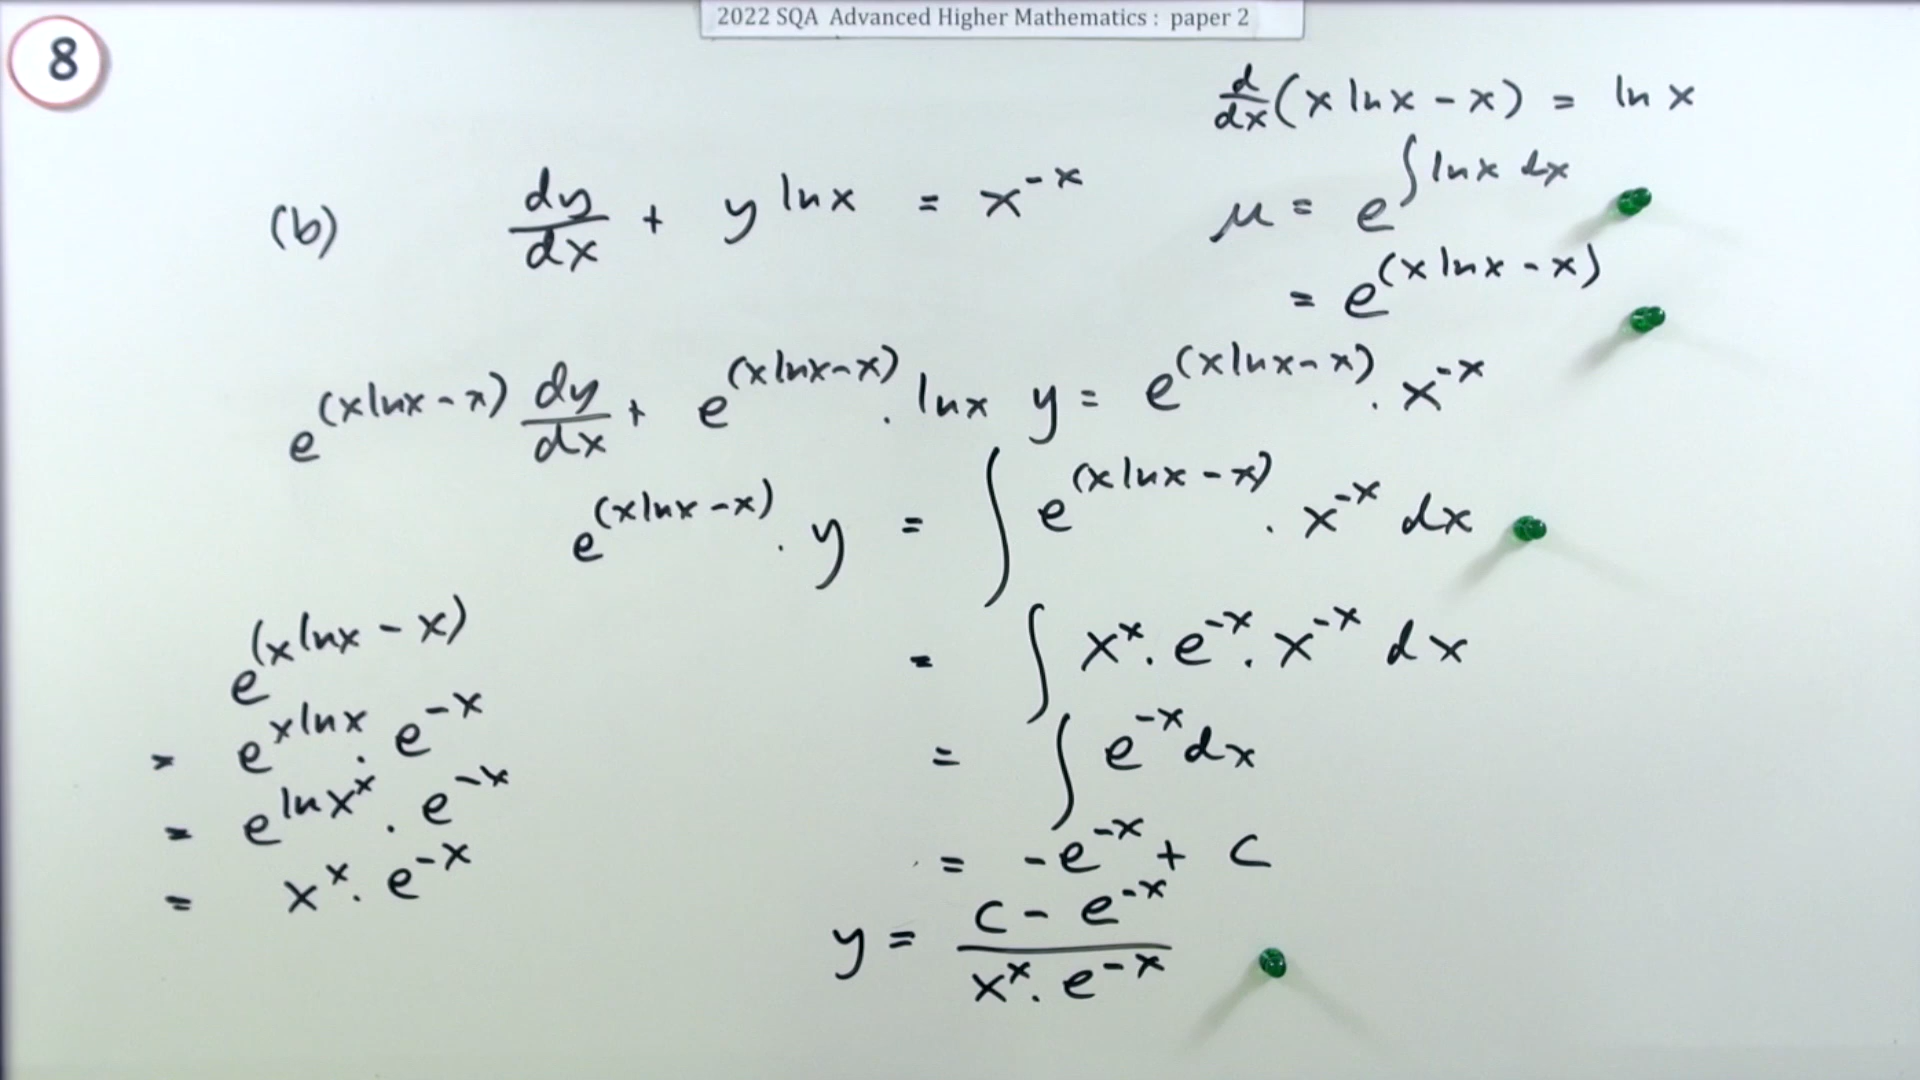 2022 SQA Advanced Higher Mathematics : paper 2
8
d/dx (x ln x - x) = ln x
(b) dy/dx + y ln x = x^{-x}
μ = e^{∫ ln x dx}
= e^{(x ln x - x)}
e^{(x ln x - x)} dy/dx + e^{(x ln x - x)} . ln x y = e^{(x ln x - x)} . x^{-x}
e^{(x ln x - x)} . y = ∫ e^{(x ln x - x)} . x^{-x} dx
= ∫ x^x . e^{-x} . x^{-x} dx
= ∫ e^{-x} dx
= -e^{-x} + c
y = (c - e^{-x}) / (x^x . e^{-x})
e^{(x ln x - x)}
= e^{x ln x} . e^{-x}
= e^{ln x^x} . e^{-x}
= x^x . e^{-x}